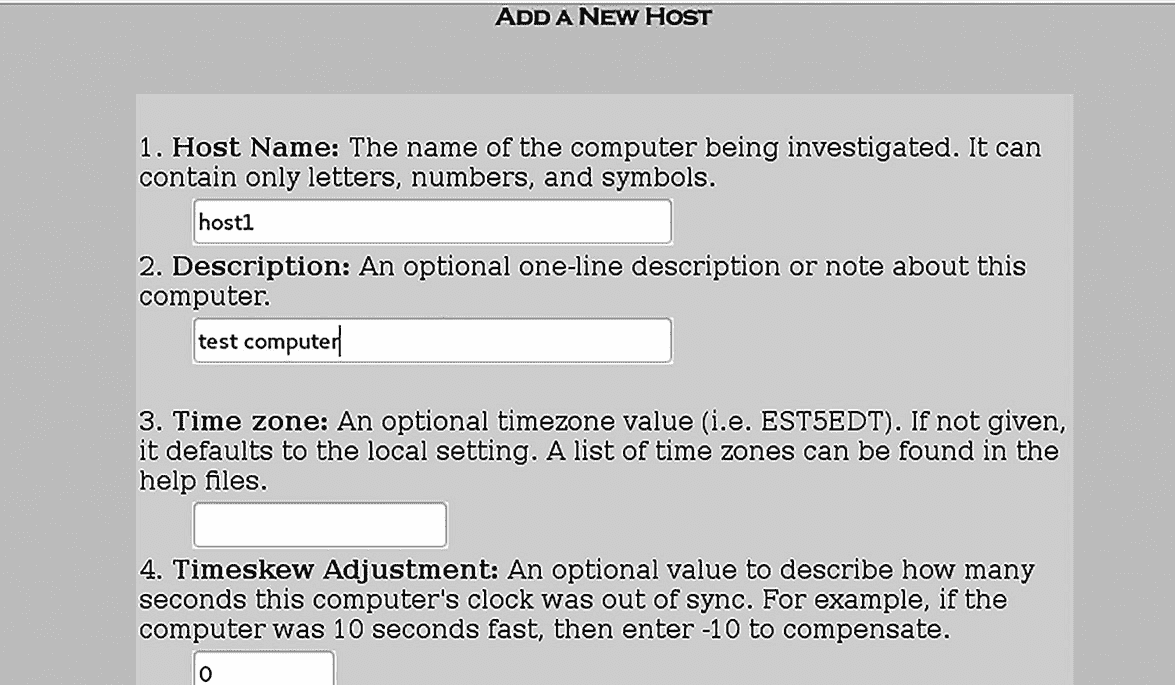 ADD A NEW HOST
1. Host Name: The name of the computer being investigated. It can
contain only letters, numbers, and symbols.
host1
2. Description: An optional one-line description or note about this
computer.
test computer
3. Time zone: An optional timezone value (i.e. EST5EDT). If not given,
it defaults to the local setting. A list of time zones can be found in the
help files.
4. Timeskew Adjustment: An optional value to describe how many
seconds this computer's clock was out of sync. For example, if the
computer was 10 seconds fast, then enter -10 to compensate.
0